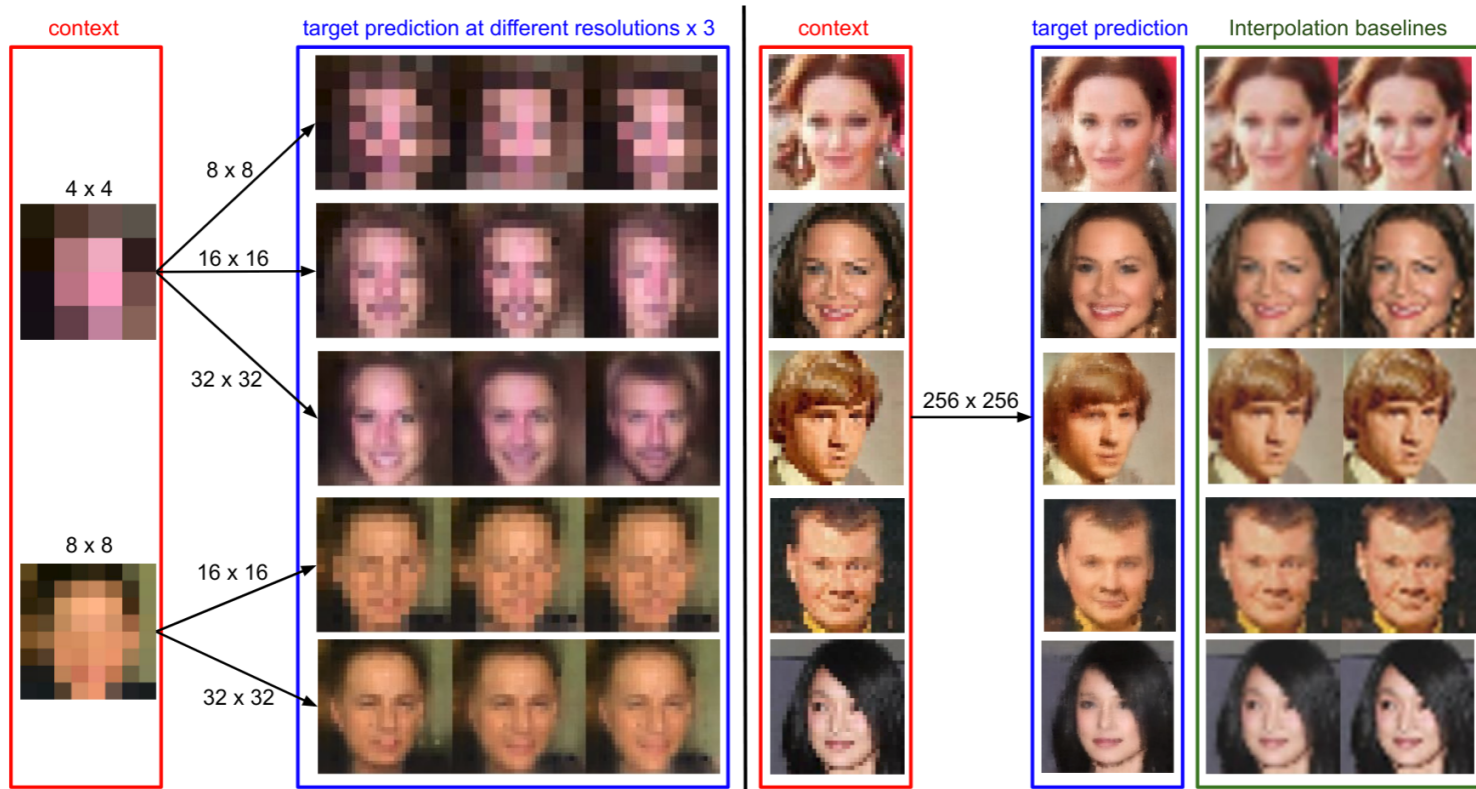 context
target prediction at different resolutions x 3
context
target prediction
Interpolation baselines
4 x 4
8 x 8
16 x 16
32 x 32
256 x 256
8 x 8
16 x 16
32 x 32